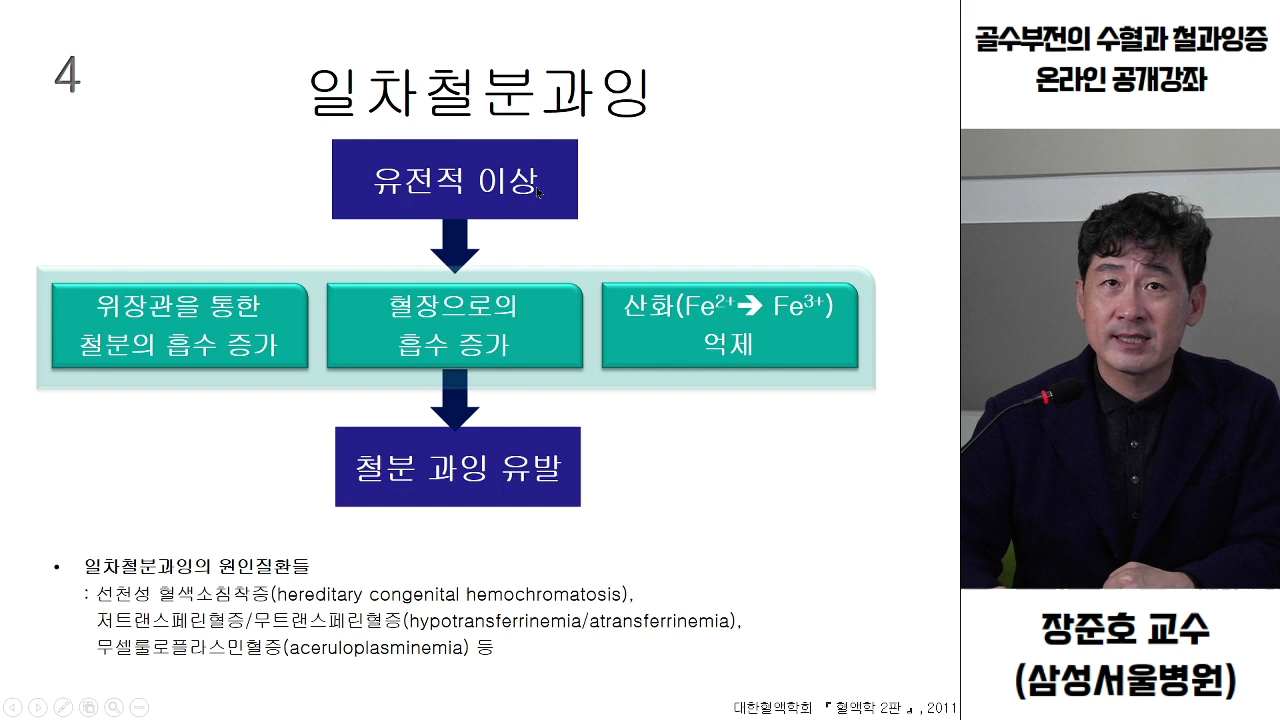 4
일차철분과잉
유전적 이상
위장관을 통한
철분의 흡수 증가
혈장으로의
흡수 증가
산화(Fe²⁺➔ Fe³⁺)
억제
철분 과잉 유발
• 일차철분과잉의 원인질환들
: 선천성 혈색소침착증(hereditary congenital hemochromatosis),
저트랜스페린혈증/무트랜스페린혈증(hypotransferrinemia/atransferrinemia),
무셀룰로플라스민혈증(aceruloplasminemia) 등
대한혈액학회 『혈액학 2판』, 2011
골수부전의 수혈과 철과잉증
온라인 공개강좌
장준호 교수
(삼성서울병원)